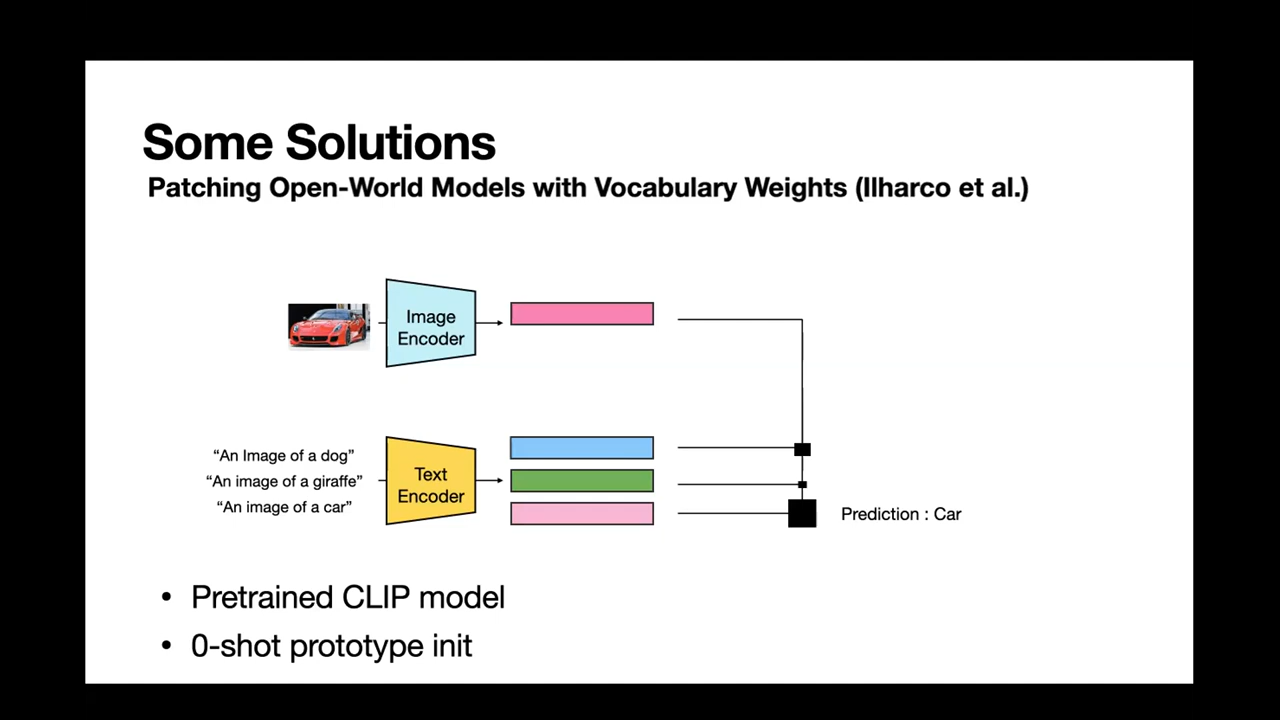 Some Solutions
Patching Open-World Models with Vocabulary Weights (Ilharco et al.)
Image
Encoder
“An Image of a dog”
“An image of a giraffe”
“An image of a car”
Text
Encoder
Prediction : Car
• Pretrained CLIP model
• 0-shot prototype init